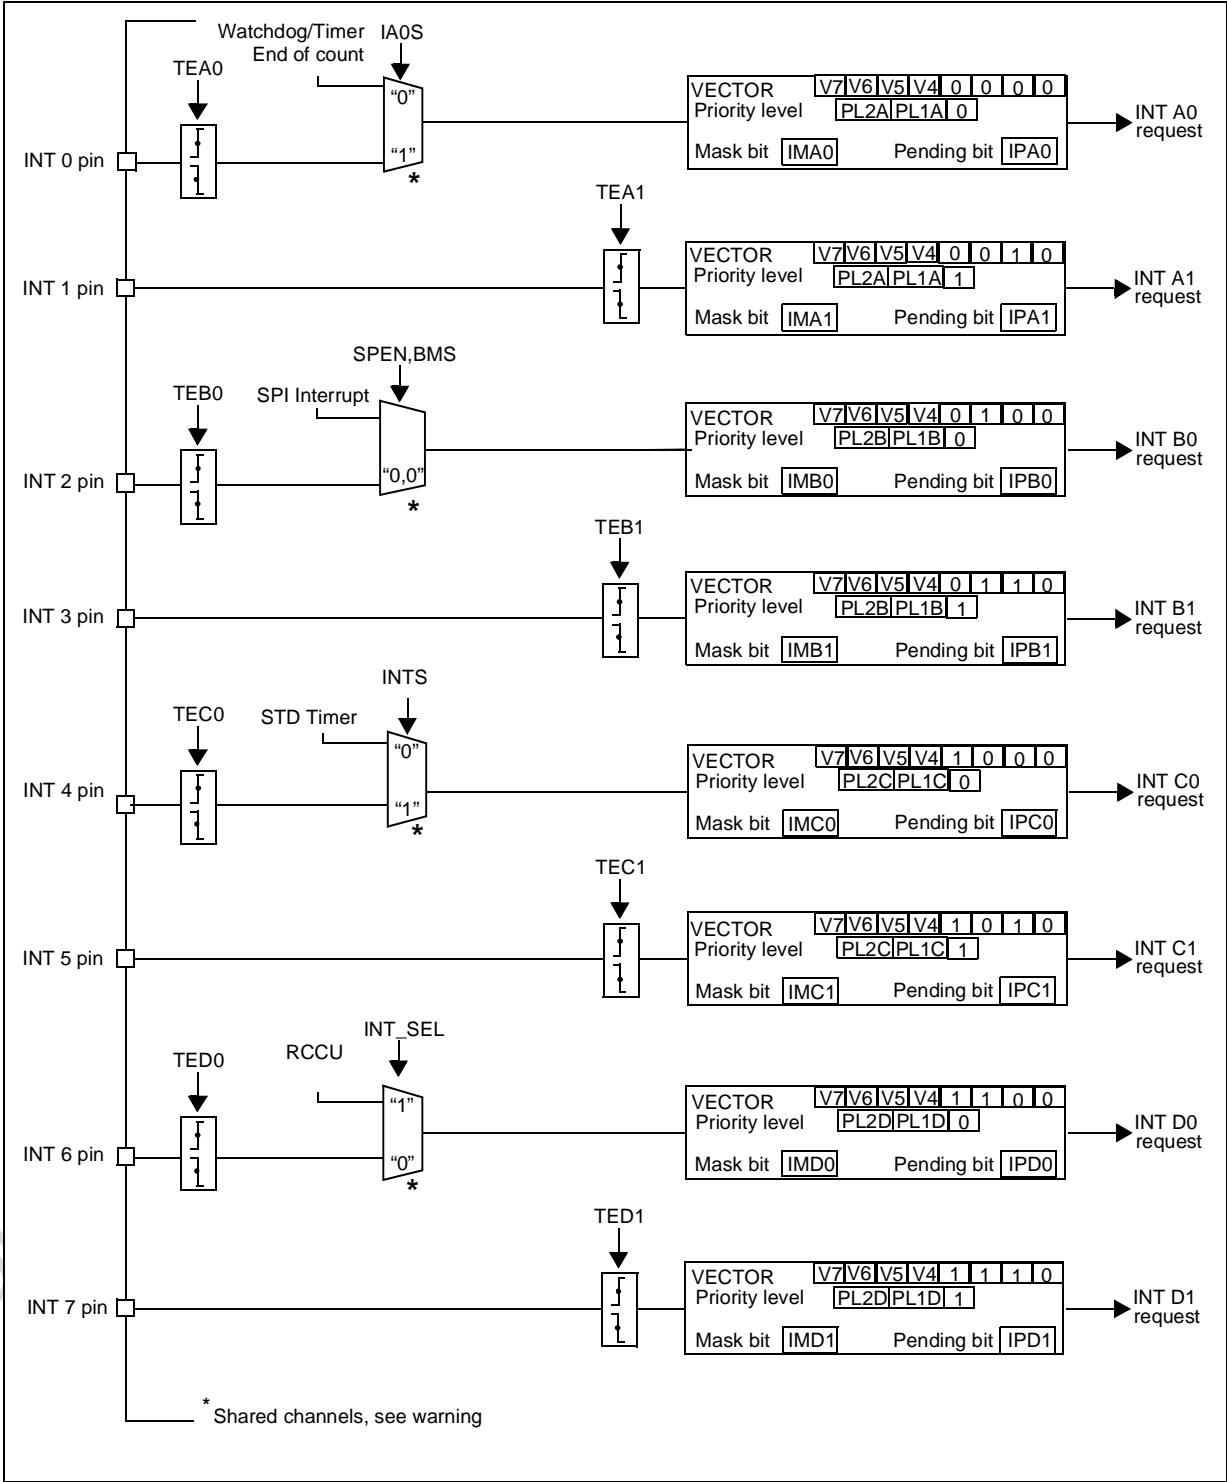 Watchdog/Timer
End of count
IA0S
TEA0
"0"
"1"
*
INT 0 pin
VECTOR V7 V6 V5 V4 0 0 0 0
Priority level PL2A PL1A 0
Mask bit IMA0 Pending bit IPA0
INT A0
request
TEA1
INT 1 pin
VECTOR V7 V6 V5 V4 0 0 1 0
Priority level PL2A PL1A 1
Mask bit IMA1 Pending bit IPA1
INT A1
request
SPEN,BMS
TEB0
SPI Interrupt
"0,0"
*
INT 2 pin
VECTOR V7 V6 V5 V4 0 1 0 0
Priority level PL2B PL1B 0
Mask bit IMB0 Pending bit IPB0
INT B0
request
TEB1
INT 3 pin
VECTOR V7 V6 V5 V4 0 1 1 0
Priority level PL2B PL1B 1
Mask bit IMB1 Pending bit IPB1
INT B1
request
INTS
TEC0
STD Timer
"0"
"1"
*
INT 4 pin
VECTOR V7 V6 V5 V4 1 0 0 0
Priority level PL2C PL1C 0
Mask bit IMC0 Pending bit IPC0
INT C0
request
TEC1
INT 5 pin
VECTOR V7 V6 V5 V4 1 0 1 0
Priority level PL2C PL1C 1
Mask bit IMC1 Pending bit IPC1
INT C1
request
INT_SEL
TED0
RCCU
"1"
"0"
*
INT 6 pin
VECTOR V7 V6 V5 V4 1 1 0 0
Priority level PL2D PL1D 0
Mask bit IMD0 Pending bit IPD0
INT D0
request
TED1
INT 7 pin
VECTOR V7 V6 V5 V4 1 1 1 0
Priority level PL2D PL1D 1
Mask bit IMD1 Pending bit IPD1
INT D1
request
* Shared channels, see warning